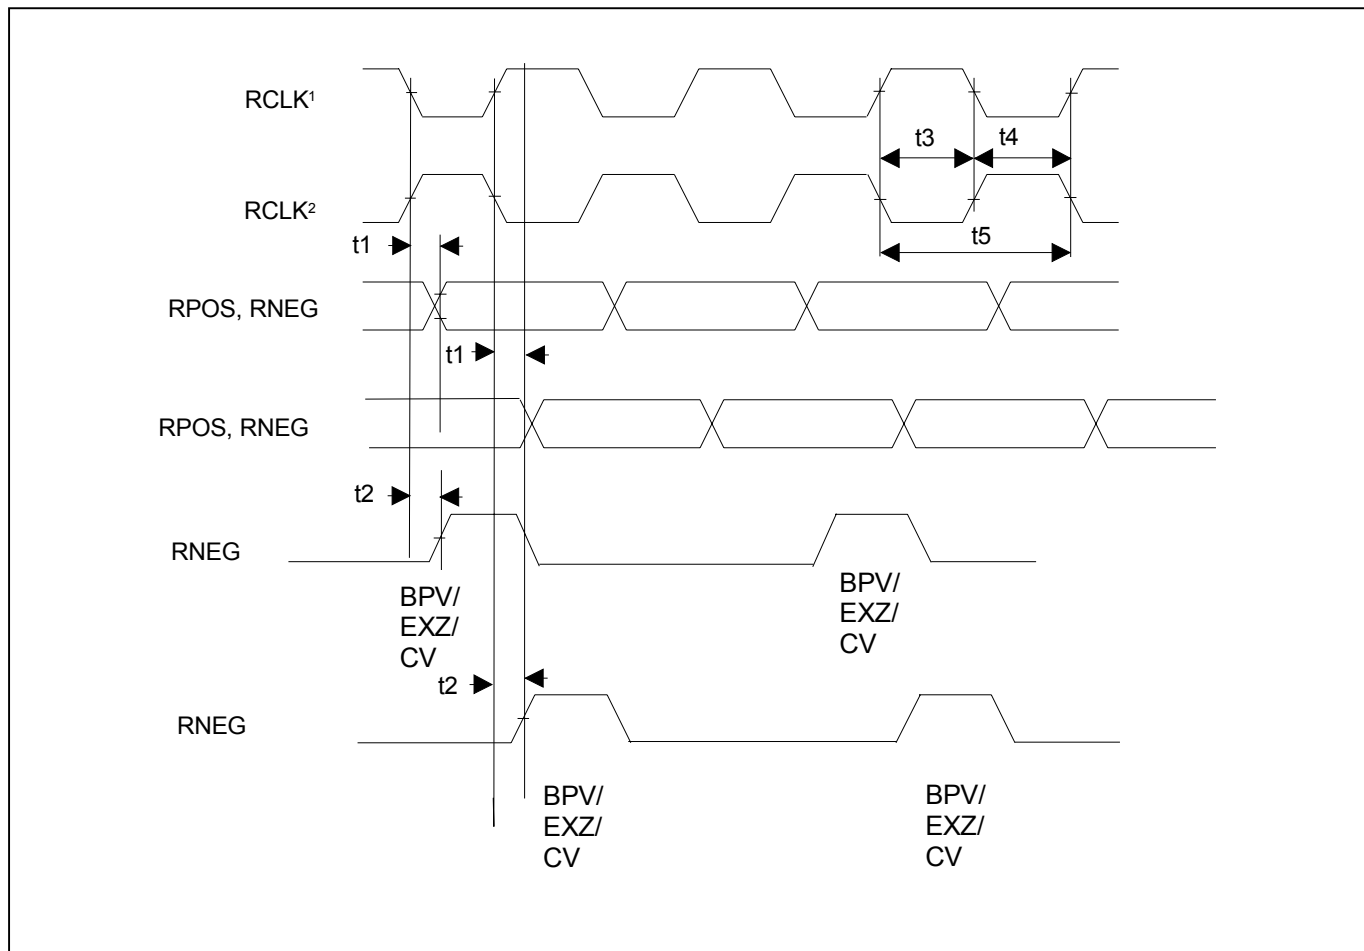 RCLK¹
t3
t4
RCLK²
t1
t5
RPOS, RNEG
t1
RPOS, RNEG
t2
RNEG
BPV/
EXZ/
CV
BPV/
EXZ/
CV
t2
RNEG
BPV/
EXZ/
CV
BPV/
EXZ/
CV